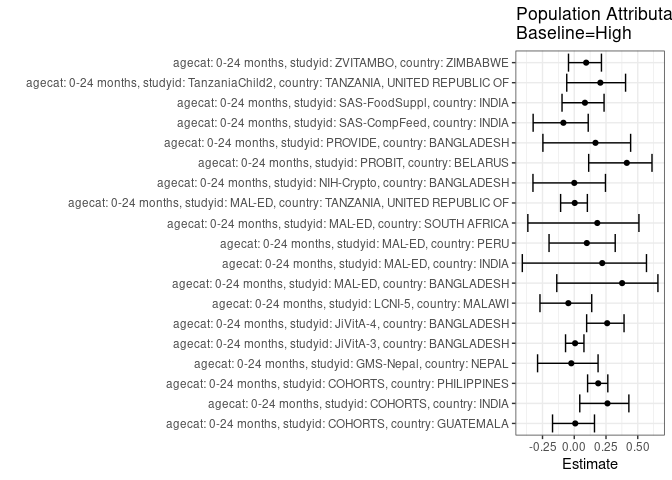 Population Attributa
Baseline=High
agecat: 0-24 months, studyid: ZVITAMBO, country: ZIMBABWE
agecat: 0-24 months, studyid: TanzaniaChild2, country: TANZANIA, UNITED REPUBLIC OF
agecat: 0-24 months, studyid: SAS-FoodSuppl, country: INDIA
agecat: 0-24 months, studyid: SAS-CompFeed, country: INDIA
agecat: 0-24 months, studyid: PROVIDE, country: BANGLADESH
agecat: 0-24 months, studyid: PROBIT, country: BELARUS
agecat: 0-24 months, studyid: NIH-Crypto, country: BANGLADESH
agecat: 0-24 months, studyid: MAL-ED, country: TANZANIA, UNITED REPUBLIC OF
agecat: 0-24 months, studyid: MAL-ED, country: SOUTH AFRICA
agecat: 0-24 months, studyid: MAL-ED, country: PERU
agecat: 0-24 months, studyid: MAL-ED, country: INDIA
agecat: 0-24 months, studyid: MAL-ED, country: BANGLADESH
agecat: 0-24 months, studyid: LCNI-5, country: MALAWI
agecat: 0-24 months, studyid: JiVitA-4, country: BANGLADESH
agecat: 0-24 months, studyid: JiVitA-3, country: BANGLADESH
agecat: 0-24 months, studyid: GMS-Nepal, country: NEPAL
agecat: 0-24 months, studyid: COHORTS, country: PHILIPPINES
agecat: 0-24 months, studyid: COHORTS, country: INDIA
agecat: 0-24 months, studyid: COHORTS, country: GUATEMALA
-0.25 0.00 0.25 0.50
Estimate